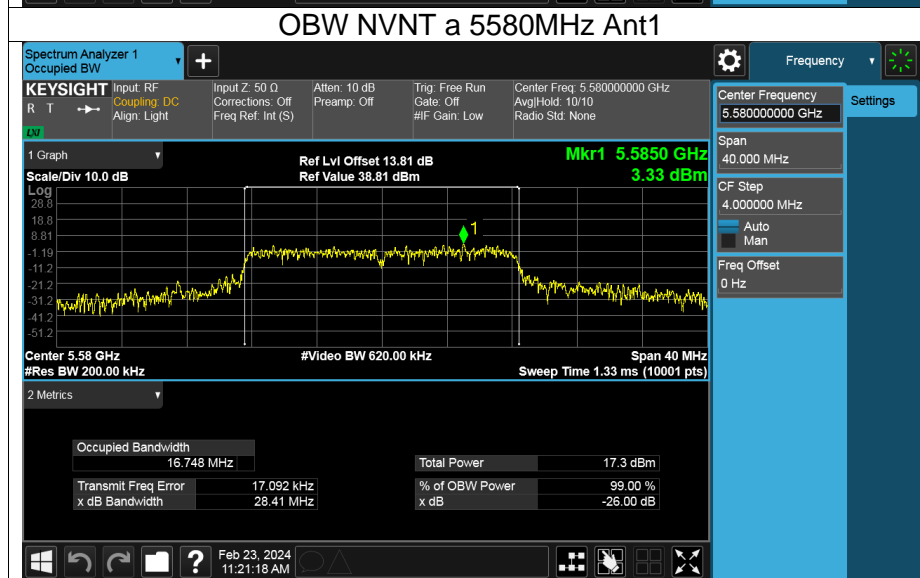 OBW NVNT a 5580MHz Ant1
Spectrum Analyzer 1
Occupied BW
+
Frequency
KEYSIGHT
R T
LXI
Input: RF
Coupling: DC
Align: Light
Input Z: 50 Ω
Corrections: Off
Freq Ref: Int (S)
Atten: 10 dB
Preamp: Off
Trig: Free Run
Gate: Off
#IF Gain: Low
Center Freq: 5.580000000 GHz
Avg|Hold: 10/10
Radio Std: None
Center Frequency
5.580000000 GHz
Settings
Span
40.000 MHz
CF Step
4.000000 MHz
Auto
Man
Freq Offset
0 Hz
1 Graph
Scale/Div 10.0 dB
Ref Lvl Offset 13.81 dB
Ref Value 38.81 dBm
Mkr1 5.5850 GHz
3.33 dBm
Log
28.8
18.8
8.81
-1.19
-11.2
-21.2
-31.2
-41.2
-51.2
1
Center 5.58 GHz
#Res BW 200.00 kHz
#Video BW 620.00 kHz
Span 40 MHz
Sweep Time 1.33 ms (10001 pts)
2 Metrics
Occupied Bandwidth
16.748 MHz
Total Power 17.3 dBm
Transmit Freq Error 17.092 kHz
% of OBW Power 99.00 %
x dB Bandwidth 28.41 MHz
x dB -26.00 dB
?
Feb 23, 2024
11:21:18 AM